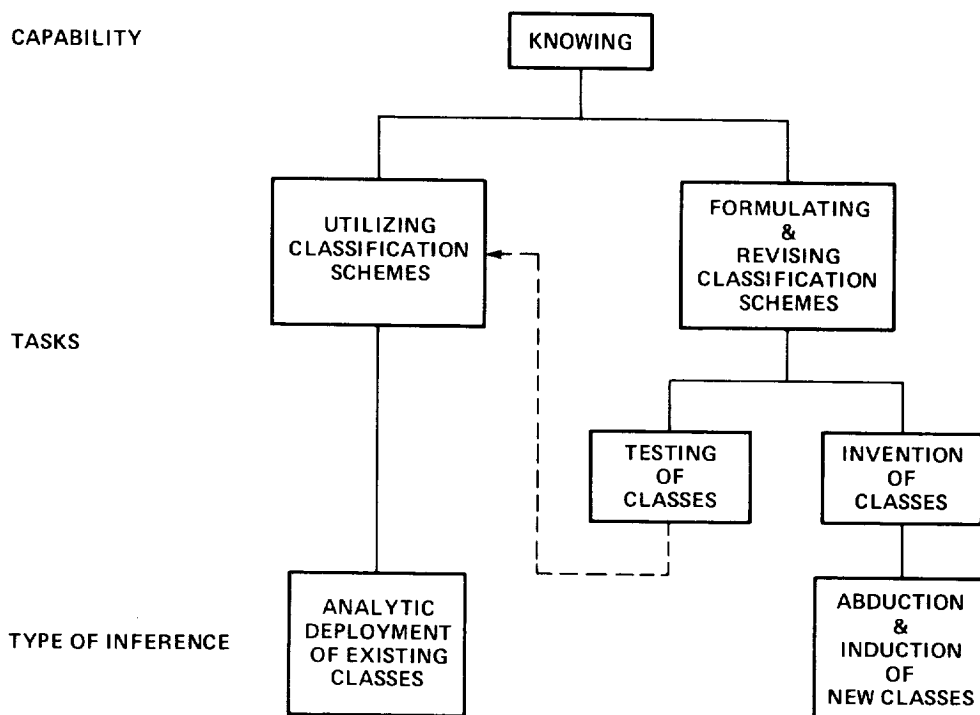 CAPABILITY
KNOWING
UTILIZING
CLASSIFICATION
SCHEMES
FORMULATING
&
REVISING
CLASSIFICATION
SCHEMES
TASKS
TESTING
OF
CLASSES
INVENTION
OF
CLASSES
TYPE OF INFERENCE
ANALYTIC
DEPLOYMENT
OF EXISTING
CLASSES
ABDUCTION
&
INDUCTION
OF
NEW CLASSES